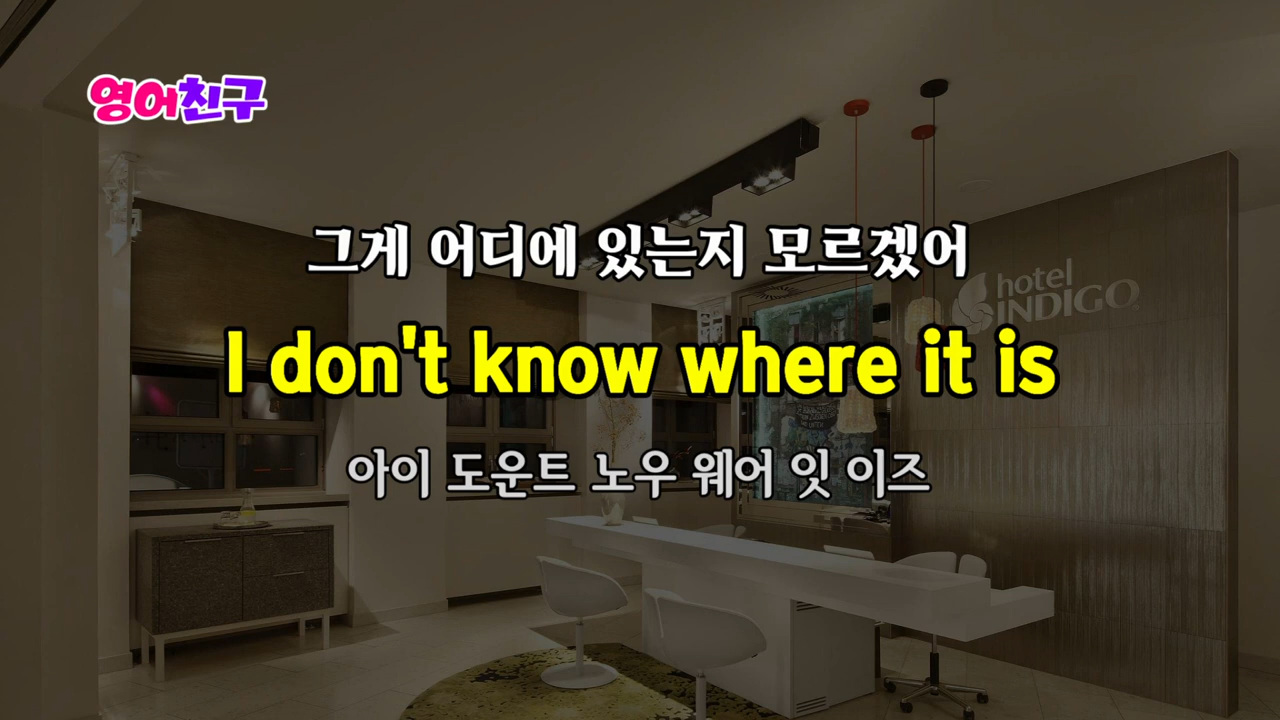 영어친구
그게 어디에 있는지 모르겠어
hotel
INDIGO
I don't know where it is
아이 도운트 노우 웨어 잇 이즈